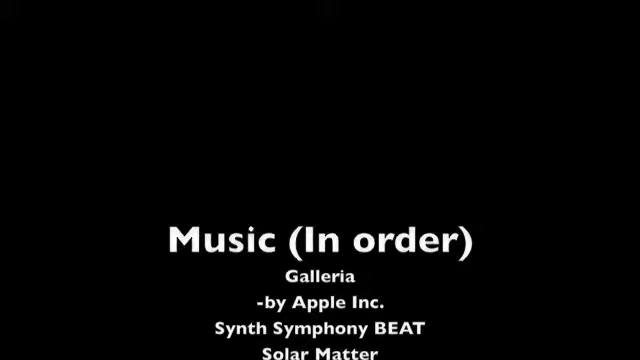 Music (In order)
Galleria
-by Apple Inc.
Synth Symphony BEAT
Solar Matter